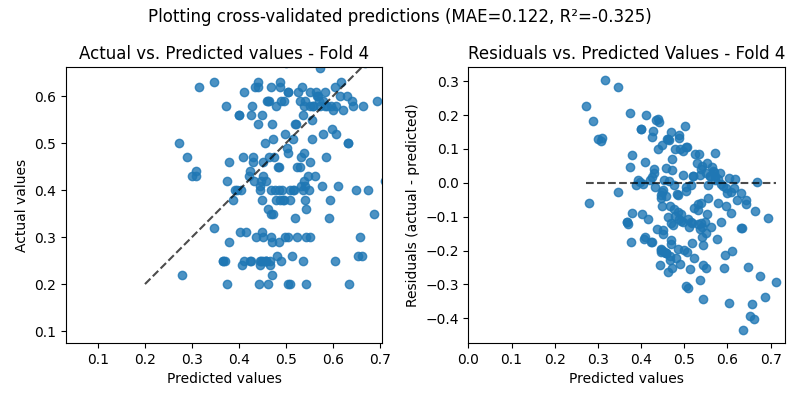 Plotting cross-validated predictions (MAE=0.122, R²=-0.325)
Actual vs. Predicted values - Fold 4
Actual values
0.6
0.5
0.4
0.3
0.2
0.1
0.1 0.2 0.3 0.4 0.5 0.6 0.7
Predicted values
Residuals vs. Predicted Values - Fold 4
Residuals (actual - predicted)
0.3
0.2
0.1
0.0
−0.1
−0.2
−0.3
−0.4
0.0 0.1 0.2 0.3 0.4 0.5 0.6 0.7
Predicted values